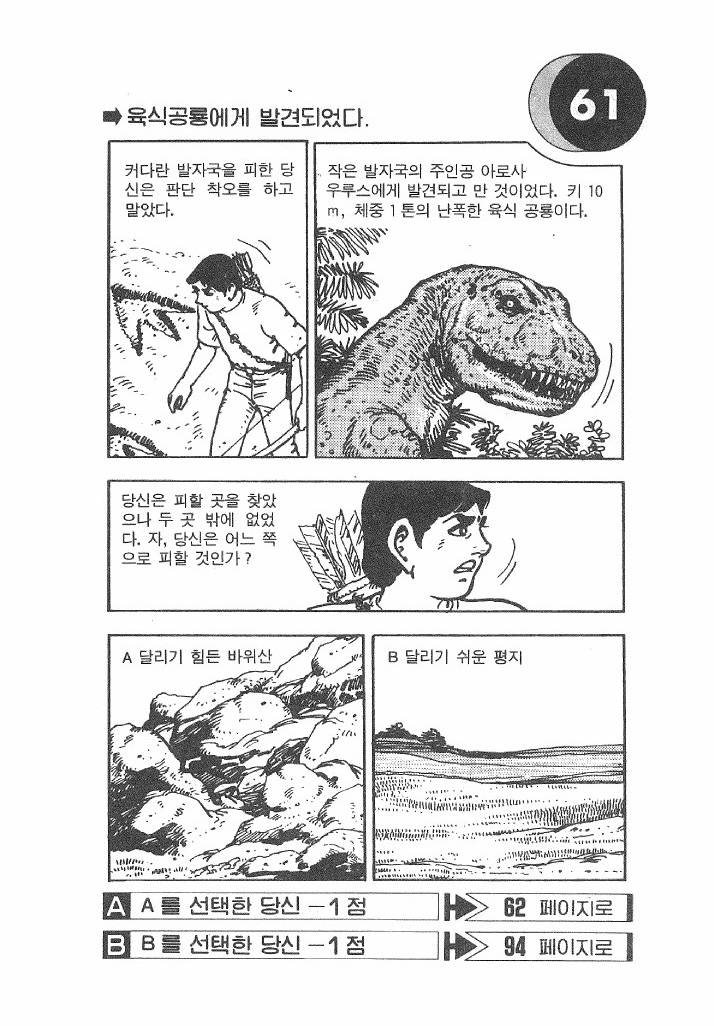 61
➡육식공룡에게 발견되었다.
커다란 발자국을 피한 당
신은 판단 착오를 하고
말았다.
작은 발자국의 주인공 아로사
우루스에게 발견되고 만 것이었다. 키 10
m, 체중 1톤의 난폭한 육식 공룡이다.
당신은 피할 곳을 찾았
으나 두 곳 밖에 없었
다. 자, 당신은 어느 쪽
으로 피할 것인가?
A 달리기 힘든 바위산
B 달리기 쉬운 평지
A A를 선택한 당신 －1점 62 페이지로
B B를 선택한 당신 －1점 94 페이지로